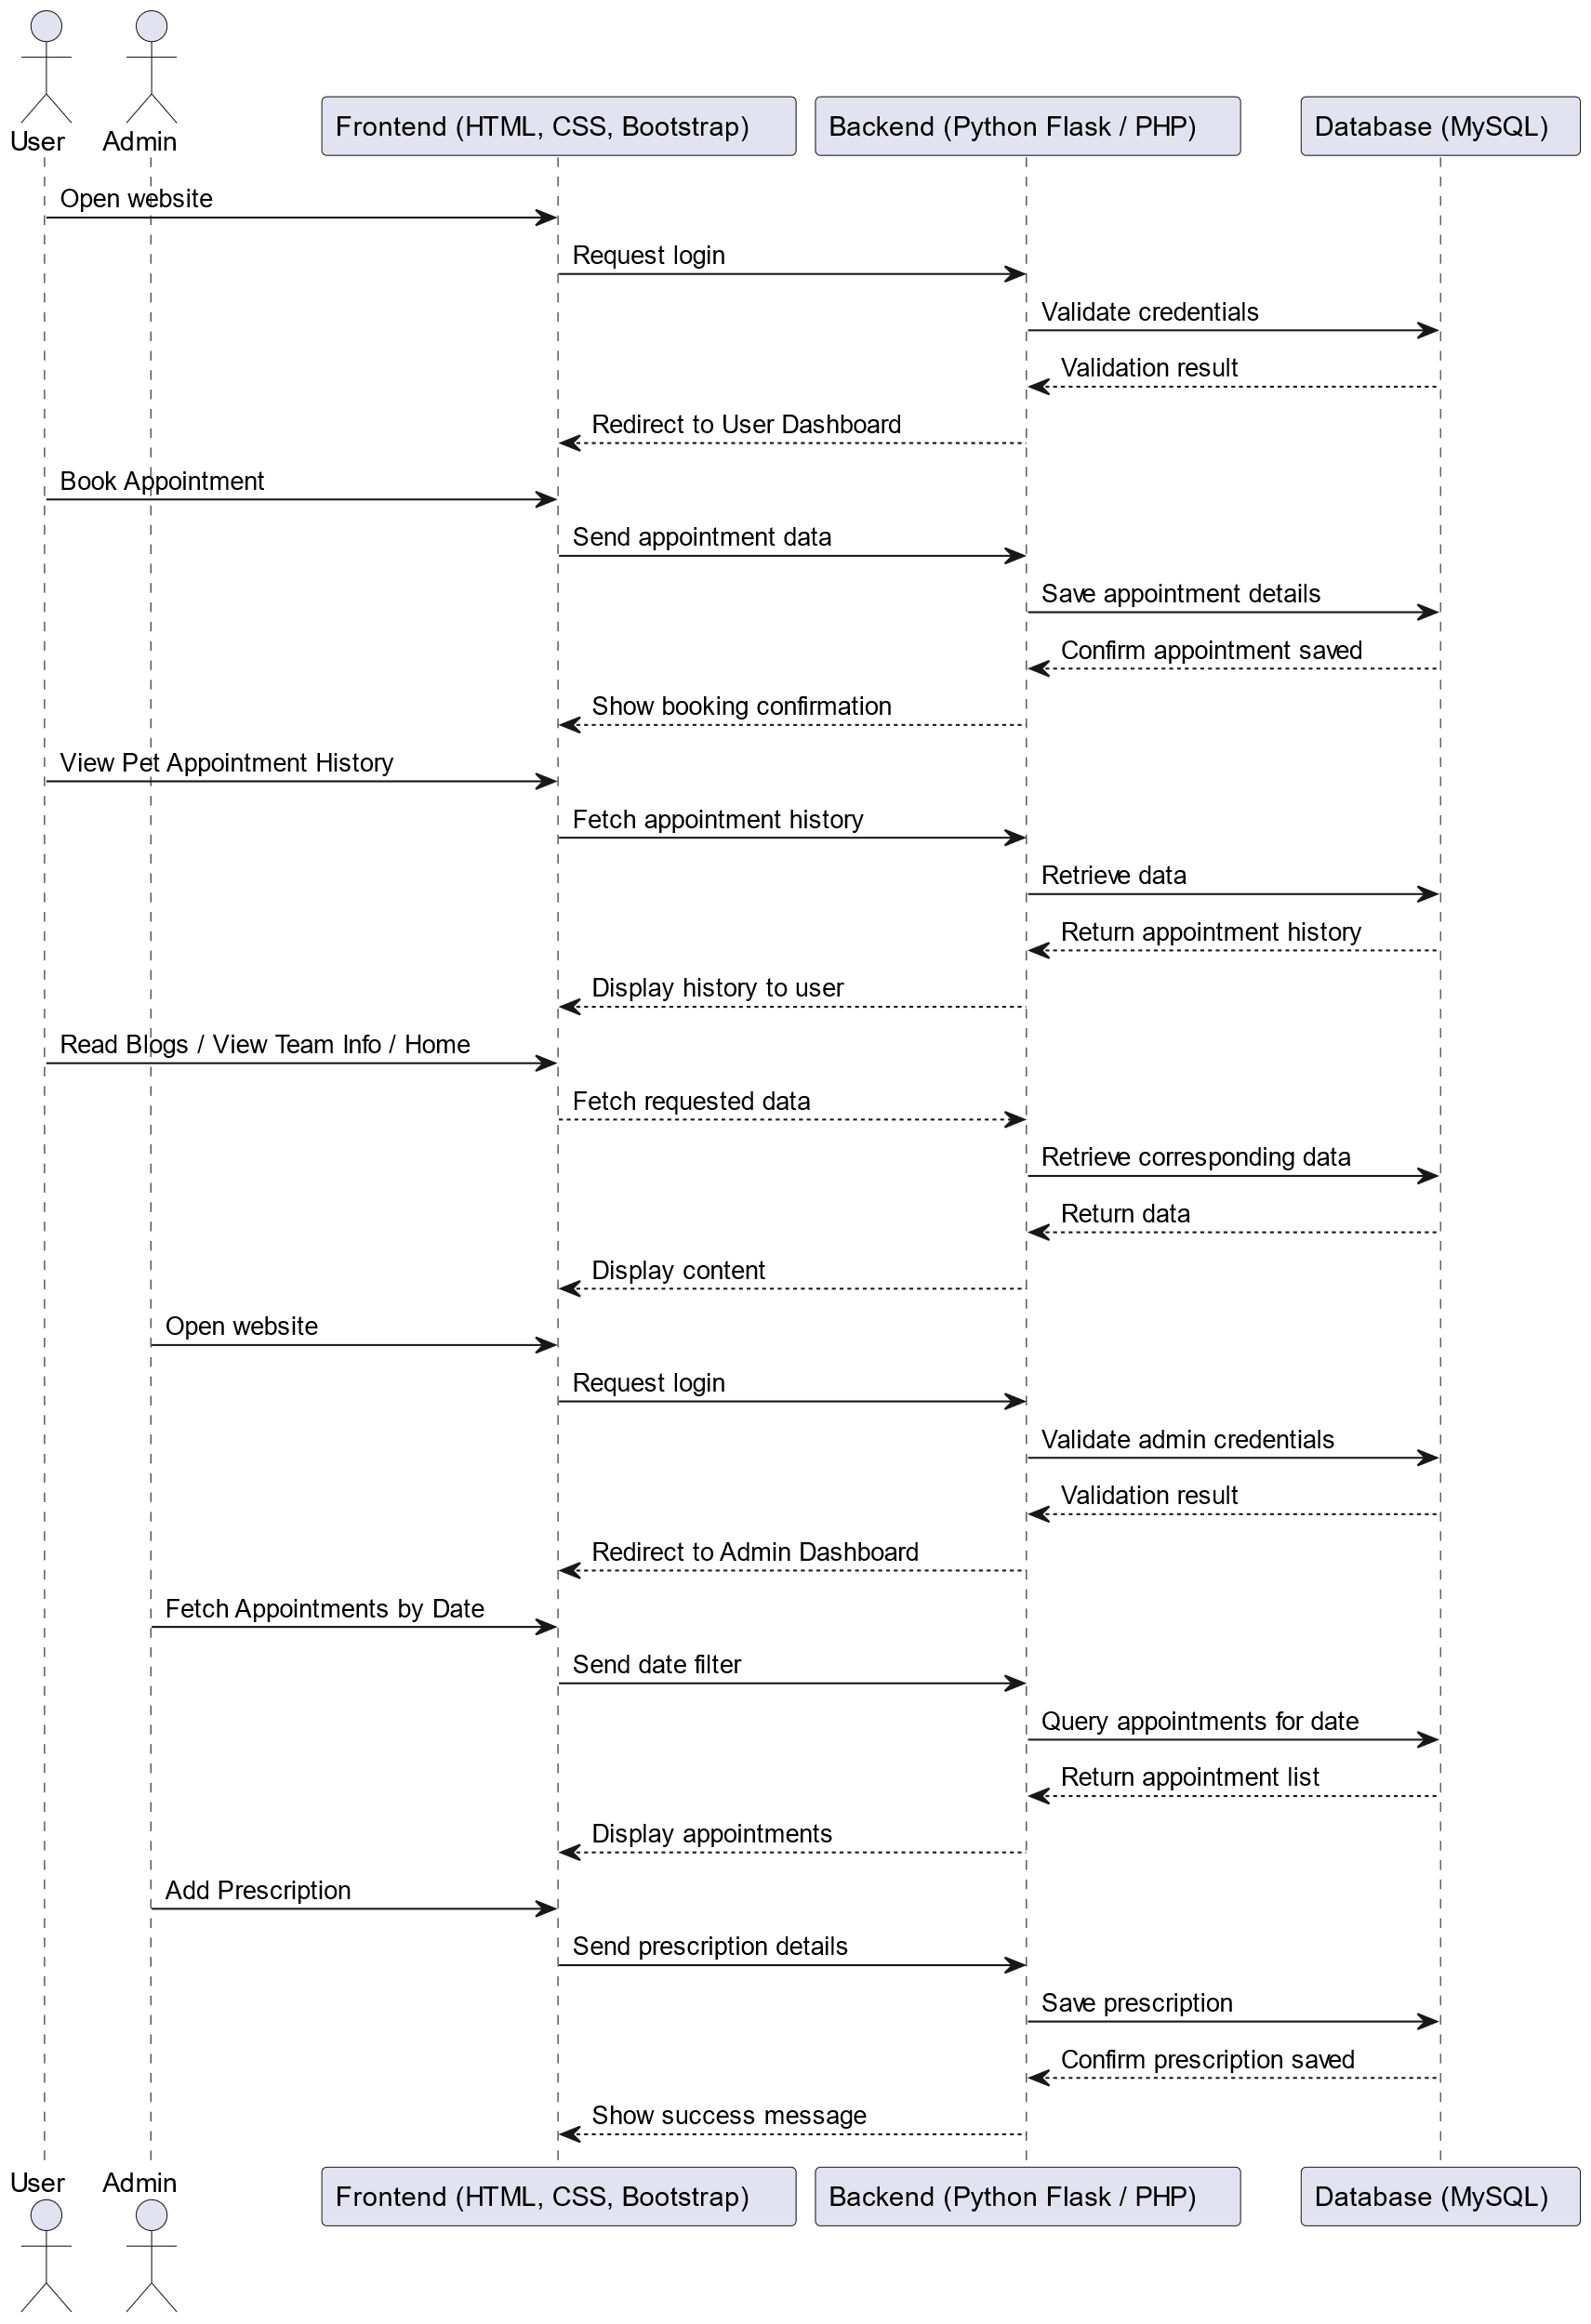 User
Admin
Frontend (HTML, CSS, Bootstrap)
Backend (Python Flask / PHP)
Database (MySQL)
Open website
Request login
Validate credentials
Validation result
Redirect to User Dashboard
Book Appointment
Send appointment data
Save appointment details
Confirm appointment saved
Show booking confirmation
View Pet Appointment History
Fetch appointment history
Retrieve data
Return appointment history
Display history to user
Read Blogs / View Team Info / Home
Fetch requested data
Retrieve corresponding data
Return data
Display content
Open website
Request login
Validate admin credentials
Validation result
Redirect to Admin Dashboard
Fetch Appointments by Date
Send date filter
Query appointments for date
Return appointment list
Display appointments
Add Prescription
Send prescription details
Save prescription
Confirm prescription saved
Show success message
User
Admin
Frontend (HTML, CSS, Bootstrap)
Backend (Python Flask / PHP)
Database (MySQL)